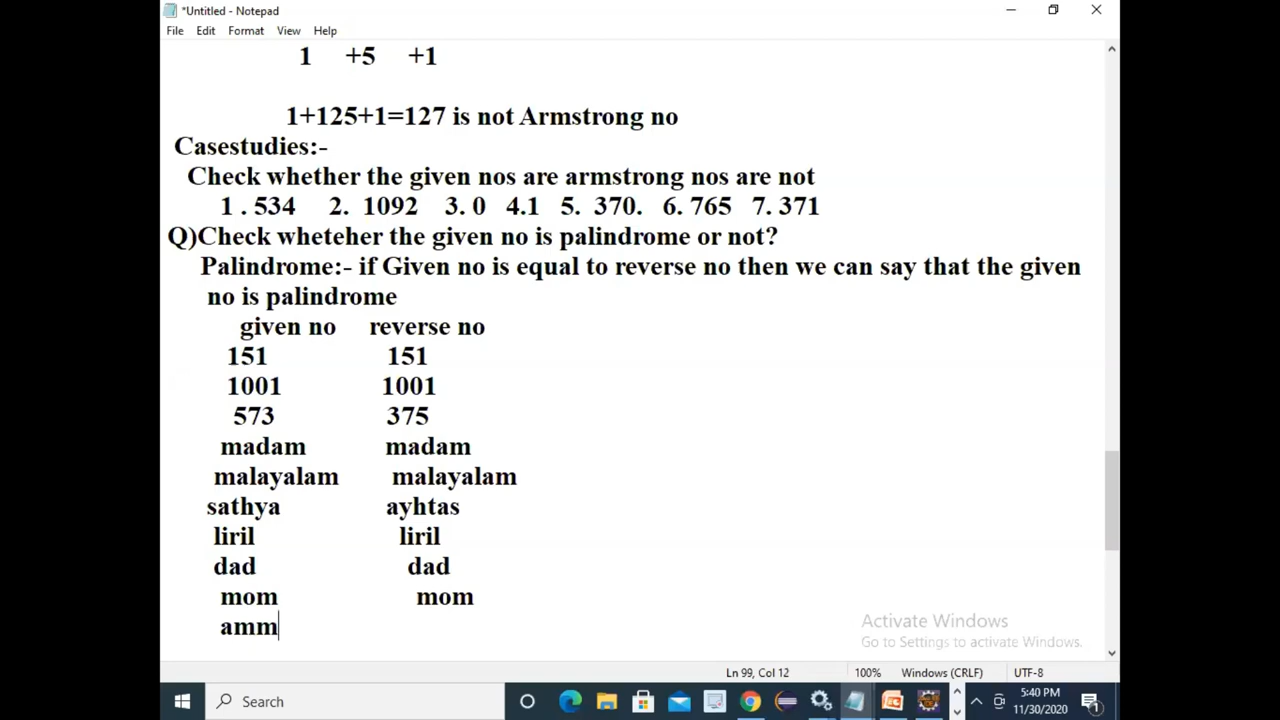 *Untitled - Notepad
File Edit Format View Help
1 +5 +1
1+125+1=127 is not Armstrong no
Casestudies:-
Check whether the given nos are armstrong nos are not
1 . 534 2. 1092 3. 0 4.1 5. 370. 6. 765 7. 371
Q)Check wheteher the given no is palindrome or not?
Palindrome:- if Given no is equal to reverse no then we can say that the given
no is palindrome
given no reverse no
151 151
1001 1001
573 375
madam madam
malayalam malayalam
sathya ayhtas
liril liril
dad dad
mom mom
amm
Activate Windows
Go to Settings to activate Windows.
Ln 99, Col 12 100% Windows (CRLF) UTF-8
Search
5:40 PM
11/30/2020
1